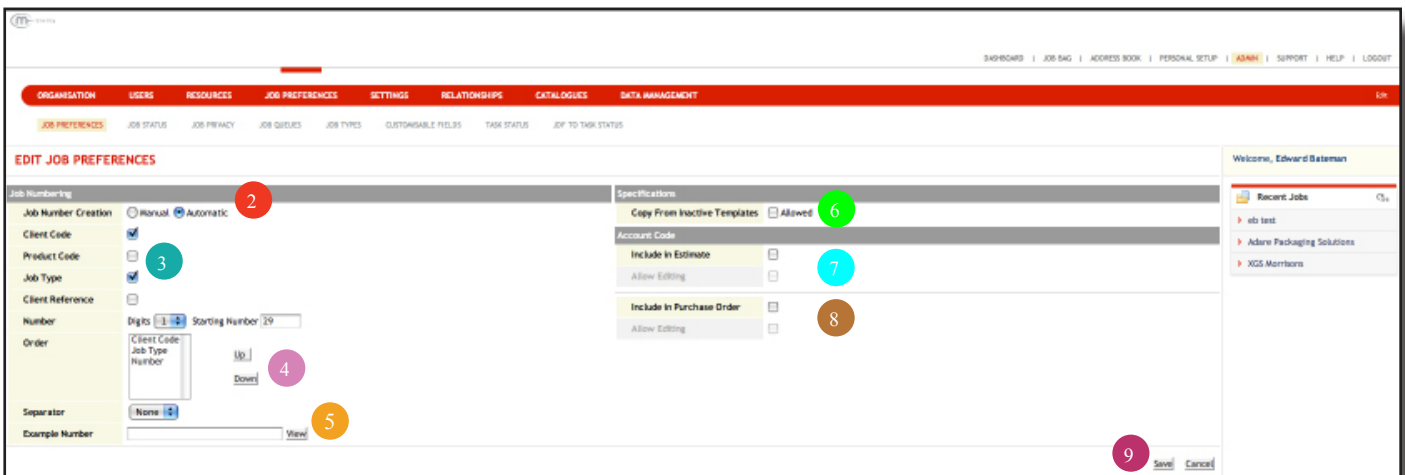 DASHBOARD | JOB BAG | ADDRESS BOOK | PERSONAL SETUP | ADMIN | SUPPORT | HELP | LOGOUT
ORGANISATION USERS RESOURCES JOB PREFERENCES SETTINGS RELATIONSHIPS CATALOGUES DATA MANAGEMENT Edit
JOB PREFERENCES JOB STATUS JOB PRIVACY JOB QUEUES JOB TYPES CUSTOMISABLE FIELDS TASK STATUS JDF TO TASK STATUS
EDIT JOB PREFERENCES
Job Numbering
Job Number Creation Manual Automatic
2
Client Code
Product Code
3
Job Type
Client Reference
Number Digits 1 Starting Number 29
Order
Client Code
Job Type
Number
Up
Down
4
Separator None
5
Example Number View
Specifications
Copy From Inactive Templates Allowed
6
Account Code
Include in Estimate
7
Allow Editing
Include in Purchase Order
8
Allow Editing
9
Save Cancel
Welcome, Edward Bateman
Recent Jobs
eb test
Adare Packaging Solutions
XGS Morrisons